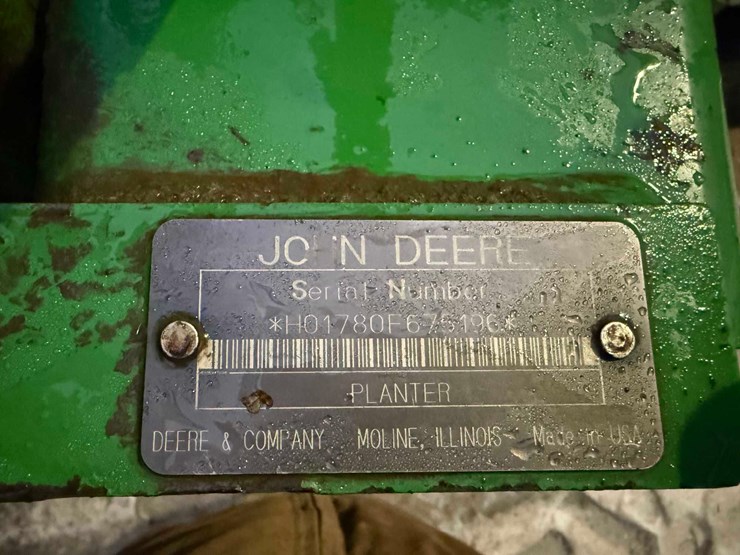 JOHN DEERE
Serial Number
*H01780F675196*
PLANTER
DEERE & COMPANY MOLINE, ILLINOIS Made in USA